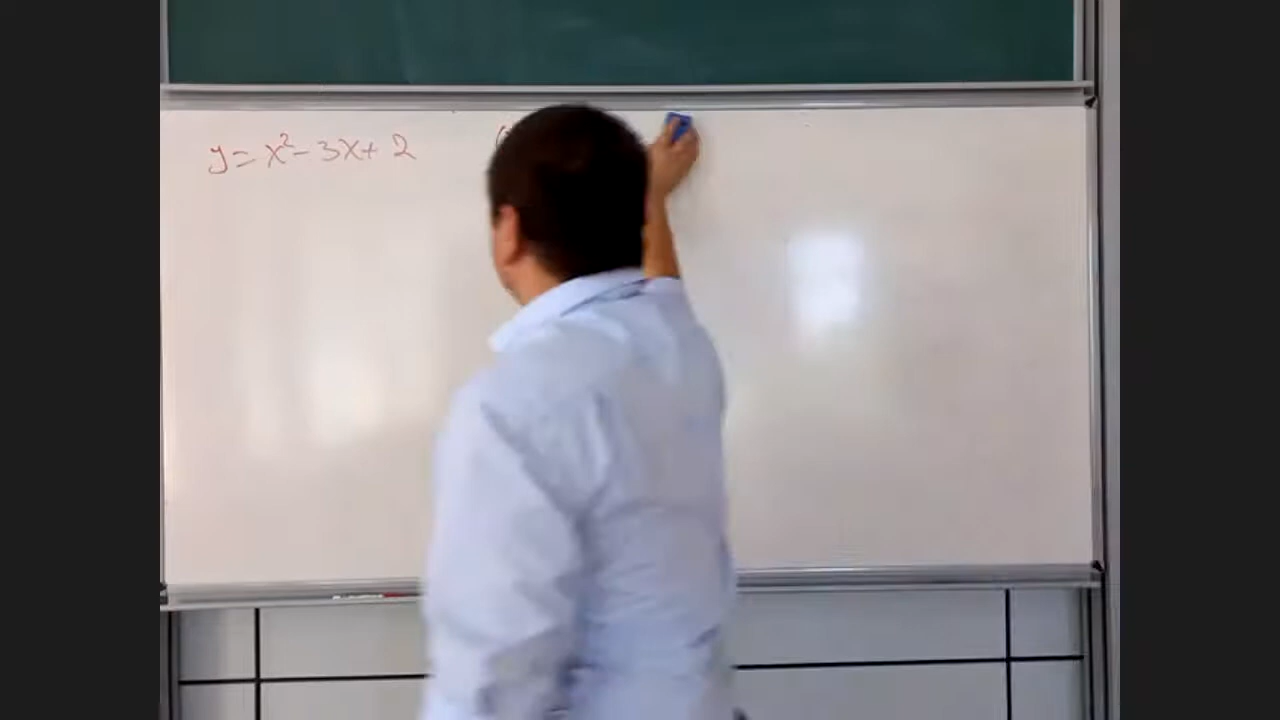 y = x² - 3x + 2